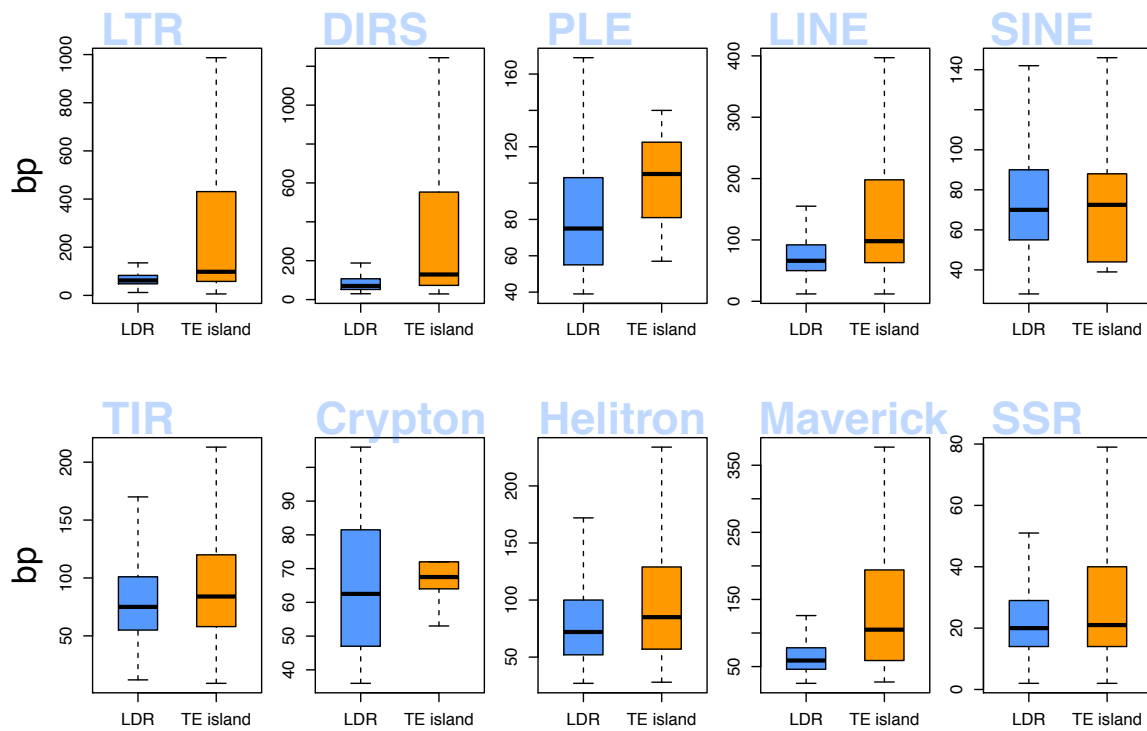 LTR DIRS PLE LINE SINE
bp
0 200 400 600 800 1000
0 200 600 1000
40 80 120 160
0 100 200 300 400
40 60 80 100 120 140
LDR TE island LDR TE island LDR TE island LDR TE island LDR TE island
TIR Crypton Helitron Maverick SSR
bp
50 100 150 200
40 50 60 70 80 90
50 100 150 200
50 150 250 350
0 20 40 60 80
LDR TE island LDR TE island LDR TE island LDR TE island LDR TE island